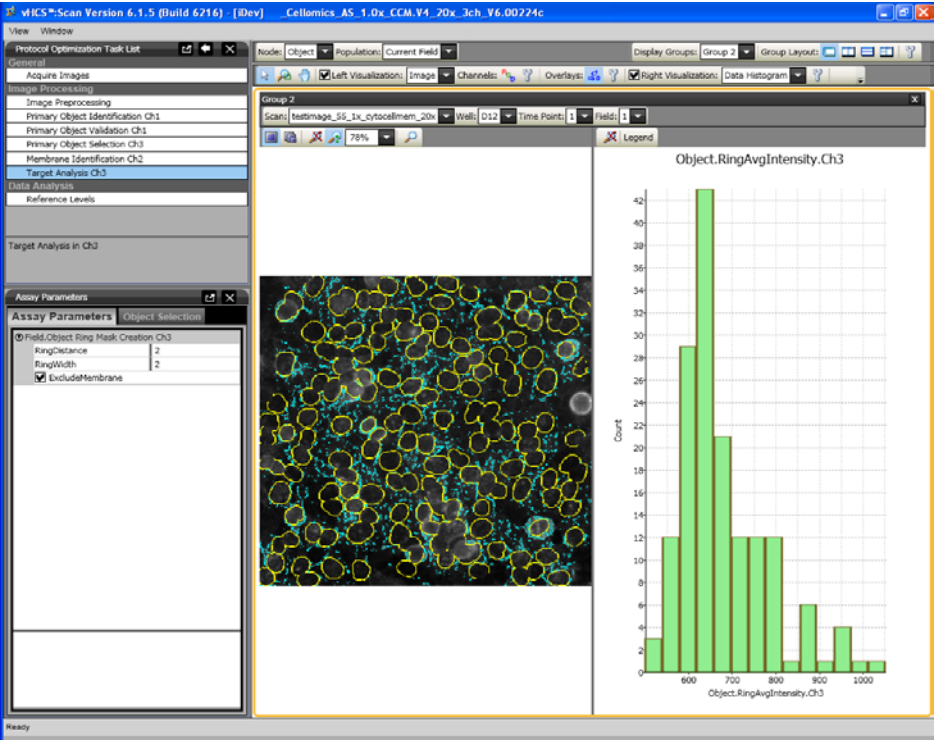 vHCS™:Scan Version 6.1.5 (Build 6216) - [iDev] _Cellomics_AS_1.0x_CCM.V4_20x_3ch_V6.00224c
View Window
Protocol Optimization Task List
General
Acquire Images
Image Processing
Image Preprocessing
Primary Object Identification Ch1
Primary Object Validation Ch1
Primary Object Selection Ch3
Membrane Identification Ch2
Target Analysis Ch3
Data Analysis
Reference Levels
Target Analysis in Ch3
Assay Parameters
Assay Parameters Object Selection
Field.Object Ring Mask Creation Ch3
RingDistance 2
RingWidth 2
ExcludeMembrane
Node: Object Population: Current Field Display Groups: Group 2 Group Layout:
Left Visualization: Image Channels: Overlays: Right Visualization: Data Histogram
Group 2
Scan: testimage_SS_1x_cytocellmem_20x Well: D12 Time Point: 1 Field: 1
78% Legend
Object.RingAvgIntensity.Ch3
42
40
38
36
34
32
30
28
26
24
22
20
18
16
14
12
10
8
6
4
2
0
Count
600 700 800 900 1000
Object.RingAvgIntensity.Ch3
Ready